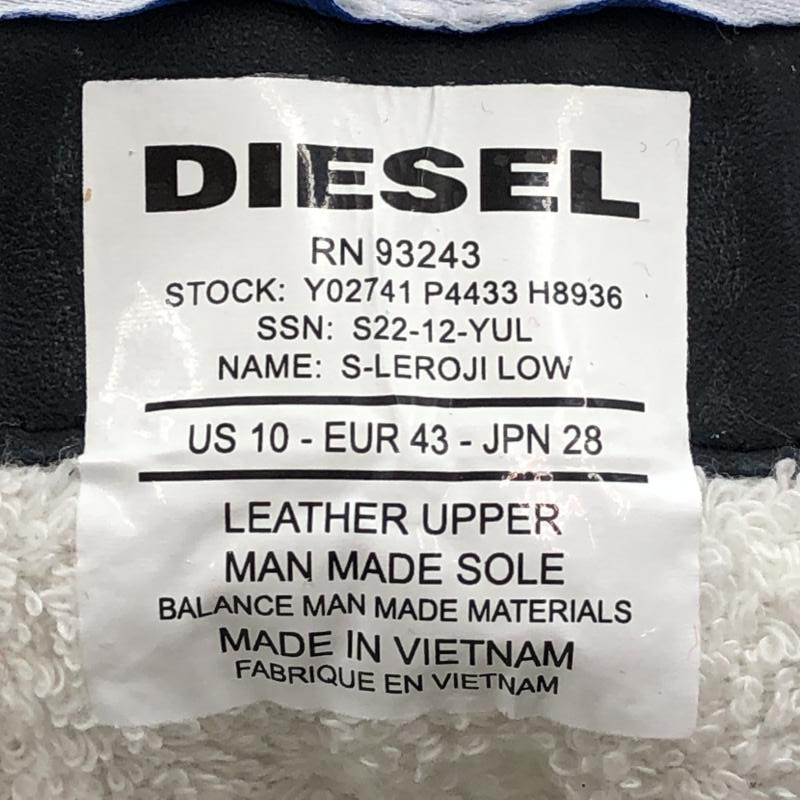 DIESEL
RN 93243
STOCK: Y02741 P4433 H8936
SSN: S22-12-YUL
NAME: S-LEROJI LOW
US 10 - EUR 43 - JPN 28
LEATHER UPPER
MAN MADE SOLE
BALANCE MAN MADE MATERIALS
MADE IN VIETNAM
FABRIQUE EN VIETNAM